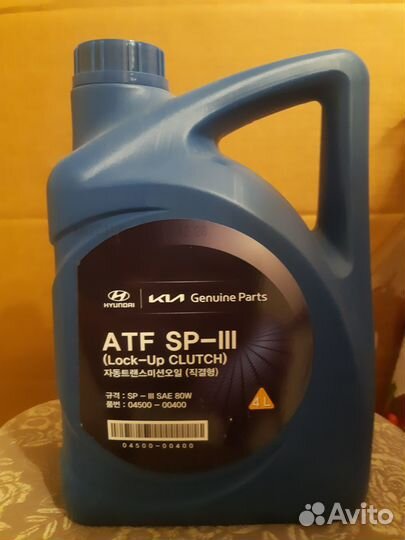 HYUNDAI KIA Genuine Parts
ATF SP-III
(Lock-Up CLUTCH)
자동트랜스미션오일 (직결형)
규격 : SP - III SAE 80W
품번 : 04500 - 00400
4 L
04500-00400
Avito